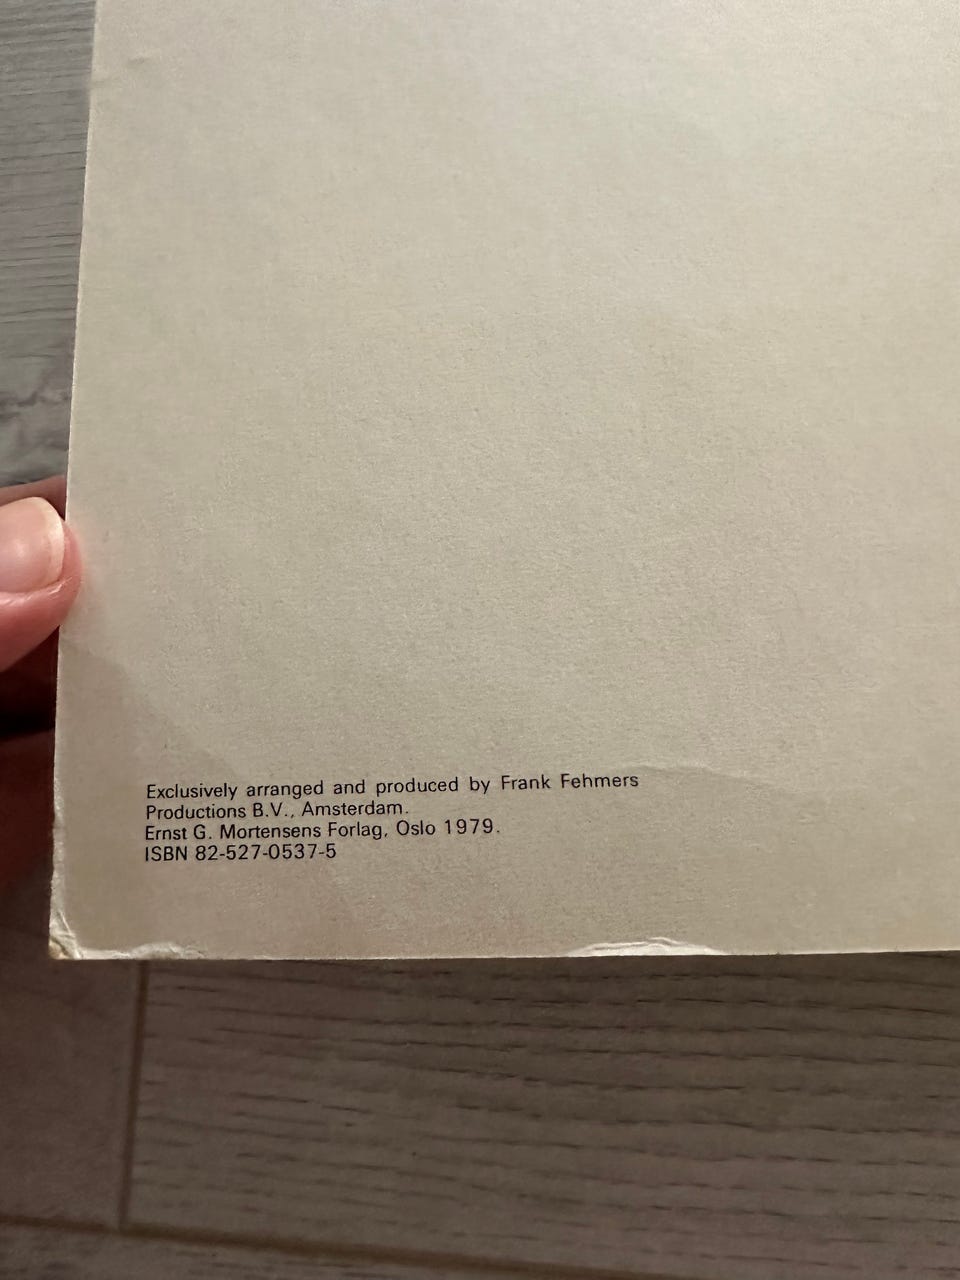 Exclusively arranged and produced by Frank Fehmers
Productions B.V., Amsterdam.
Ernst G. Mortensens Forlag, Oslo 1979.
ISBN 82-527-0537-5